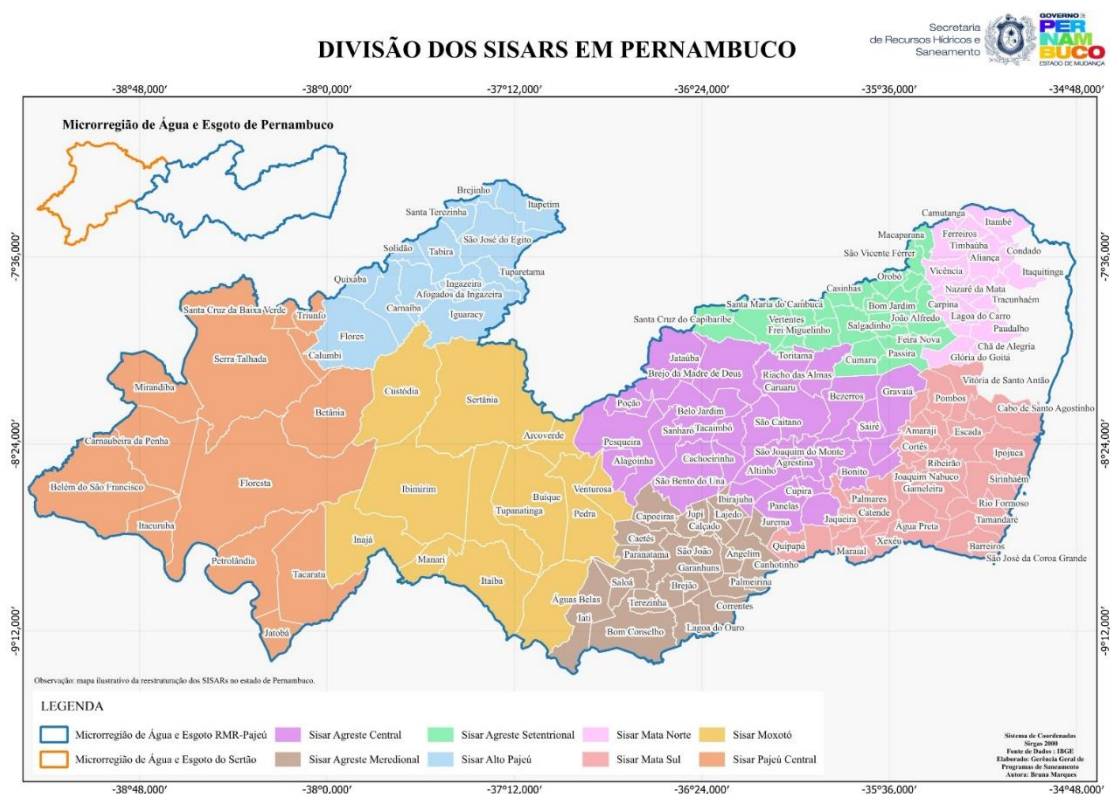 DIVISÃO DOS SISARS EM PERNAMBUCO
Secretaria
de Recursos Hídricos e
Saneamento
GOVERNO DE
PER
NAM
BUCO
ESTADO DE MUDANÇA
-38°48,000'
-38°0,000'
-37°12,000'
-36°24,000'
-35°36,000'
-34°48,000'
Microrregião de Água e Esgoto de Pernambuco
-7°36,000'
-8°24,000'
-9°12,000'
-7°36,000'
-8°24,000'
-9°12,000'
Brejinho
Itapetim
Santa Terezinha
São José do Egito
Solidão
Tabira
Tuparetama
Quixaba
Ingazeira
Afogados da Ingazeira
Carnaíba
Iguaracy
Flores
Calumbi
Santa Cruz da Baixa Verde
Triunfo
Serra Talhada
Mirandiba
Betânia
Carnaubeira da Penha
Belém do São Francisco
Floresta
Itacuruba
Petrolândia
Tacaratu
Jatobá
Custódia
Sertânia
Arcoverde
Ibimirim
Buíque
Tupanatinga
Venturosa
Pedra
Inajá
Manari
Itaíba
Águas Belas
Iati
Bom Conselho
Saloá
Terezinha
Brejão
Lagoa do Ouro
Correntes
Palmeirina
Garanhuns
São João
Angelim
Paranatama
Caetés
Capoeiras
Jupi
Calçado
Lajedo
Jurema
Canhotinho
Ibirajuba
Jataúba
Brejo da Madre de Deus
Poção
Pesqueira
Alagoinha
Belo Jardim
Sanharo
Tacaimbó
Cachoeirinha
São Bento do Una
Riacho das Almas
Caruaru
Toritama
São Caitano
Bezerros
Gravatá
Sairé
São Joaquim do Monte
Agrestina
Altinho
Bonito
Cupira
Panelas
Macaparana
São Vicente Férrer
Orobó
Casinhas
Santa Maria do Cambucá
Santa Cruz do Capibaribe
Vertentes
Frei Miguelinho
Bom Jardim
João Alfredo
Salgadinho
Feira Nova
Passira
Cumaru
Camutanga
Itambé
Ferreiros
Timbaúba
Aliança
Condado
Vicência
Itaquitinga
Nazaré da Mata
Tracunhaém
Carpina
Lagoa do Carro
Paudalho
Chã de Alegria
Glória do Goitá
Vitória de Santo Antão
Pombos
Cabo de Santo Agostinho
Amaraji
Escada
Cortês
Ipojuca
Ribeirão
Joaquim Nabuco
Sirinhaém
Gameleira
Palmares
Rio Formoso
Catende
Tamandaré
Jaqueira
Água Preta
Xexéu
Quipapá
Maraial
Barreiros
São José da Coroa Grande
Observação: mapa ilustrativo da reestruturação dos SISARs no estado de Pernambuco.
LEGENDA
Microrregião de Água e Esgoto RMR-Pajeú
Sisar Agreste Central
Sisar Agreste Setentrional
Sisar Mata Norte
Sisar Moxotó
Microrregião de Água e Esgoto do Sertão
Sisar Agreste Meredional
Sisar Alto Pajeú
Sisar Mata Sul
Sisar Pajeú Central
Sistema de Coordenadas
Sirgas 2000
Fonte de Dados : IBGE
Elaborado: Gerência Geral de
Programas de Saneamento
Autora: Bruna Marques
-38°48,000'
-38°0,000'
-37°12,000'
-36°24,000'
-35°36,000'
-34°48,000'